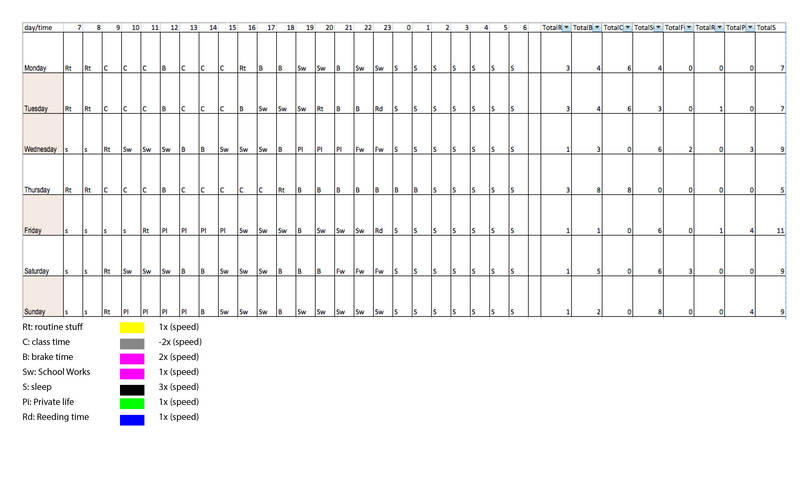 day/time 7 8 9 10 11 12 13 14 15 16 17 18 19 20 21 22 23 0 1 2 3 4 5 6 TotalR TotalB TotalC TotalS TotalF TotalR TotalP TotalS
Monday Rt Rt C C C B C C C Rt B B Sw Sw B Sw Sw S S S S S S S 3 4 6 4 0 0 0 7
Tuesday Rt Rt C C C B C C C B Sw Sw Sw Rt B B Rd S S S S S S S 3 4 6 3 0 1 0 7
Wednesday s s Rt Sw Sw Sw B B Sw Sw Sw B Pl Pl Pl Fw Fw S S S S S S S 1 3 0 6 2 0 3 9
Thursday Rt Rt C C C B C C C C C Rt B B B B B B B S S S S S 3 8 8 0 0 0 0 5
Friday s s s s Rt Pl Pl Pl Pl Sw Sw Sw B Sw Sw Sw Rd S S S S S S S 1 1 0 6 0 1 4 11
Saturday s s Rt Sw Sw Sw B B Sw Sw Sw B B B Fw Fw Fw S S S S S S S 1 5 0 6 3 0 0 9
Sunday s s Rt Pl Pl Pl Pl B Sw Sw Sw B Sw Sw Sw Sw Sw S S S S S S S 1 2 0 8 0 0 4 9
Rt: routine stuff 1x (speed)
C: class time -2x (speed)
B: brake time 2x (speed)
Sw: School Works 1x (speed)
S: sleep 3x (speed)
Pi: Private life 1x (speed)
Rd: Reeding time 1x (speed)